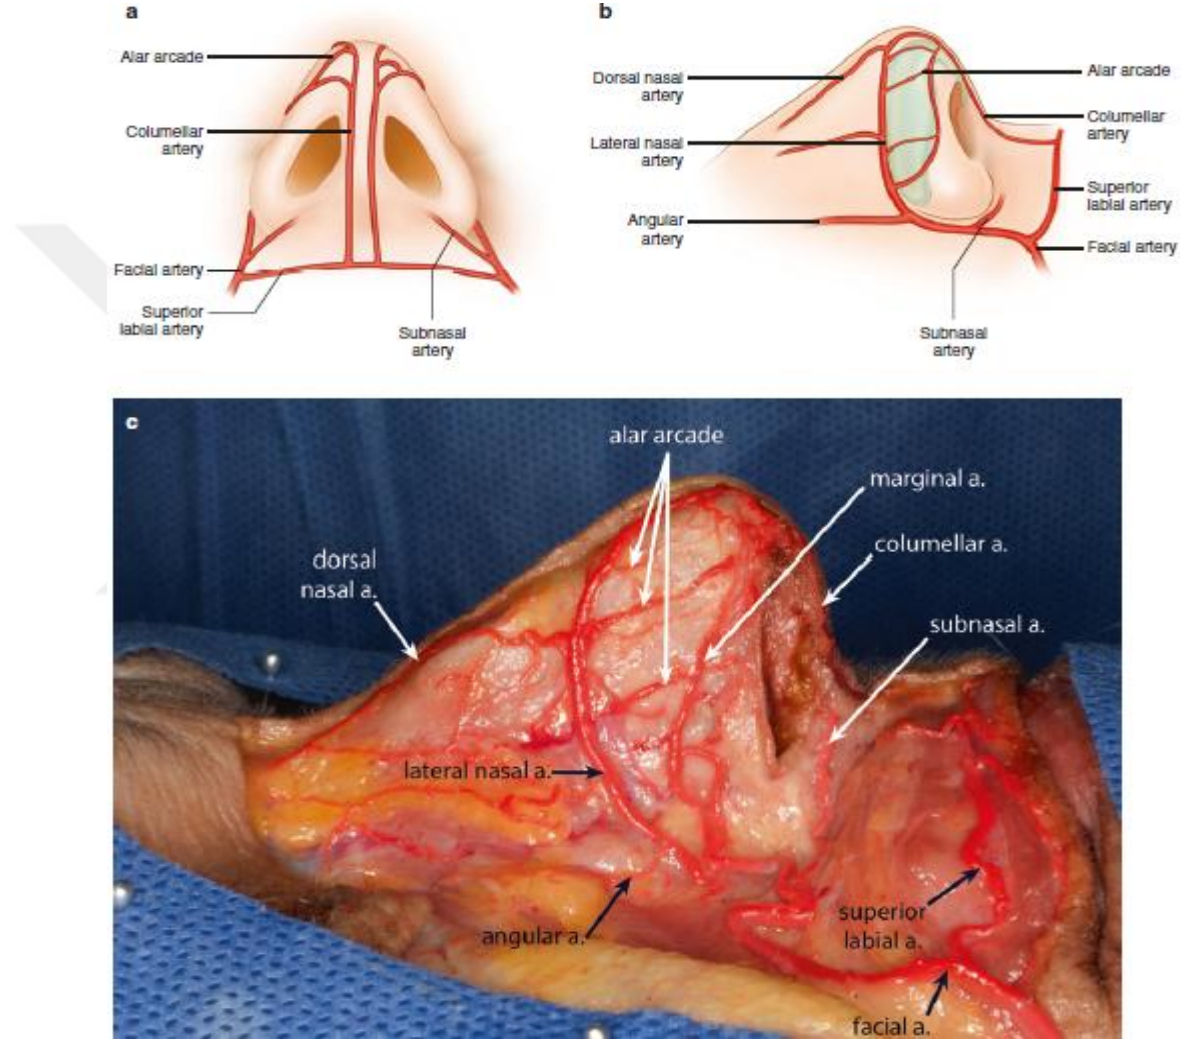 a
Alar arcade
Columellar
artery
Facial artery
Superior
labial artery
Subnasal
artery
b
Dorsal nasal
artery
Lateral nasal
artery
Angular
artery
Alar arcade
Columellar
artery
Superior
labial artery
Facial artery
Subnasal
artery
c
alar arcade
marginal a.
columellar a.
dorsal
nasal a.
subnasal a.
lateral nasal a.
angular a.
superior
labial a.
facial a.